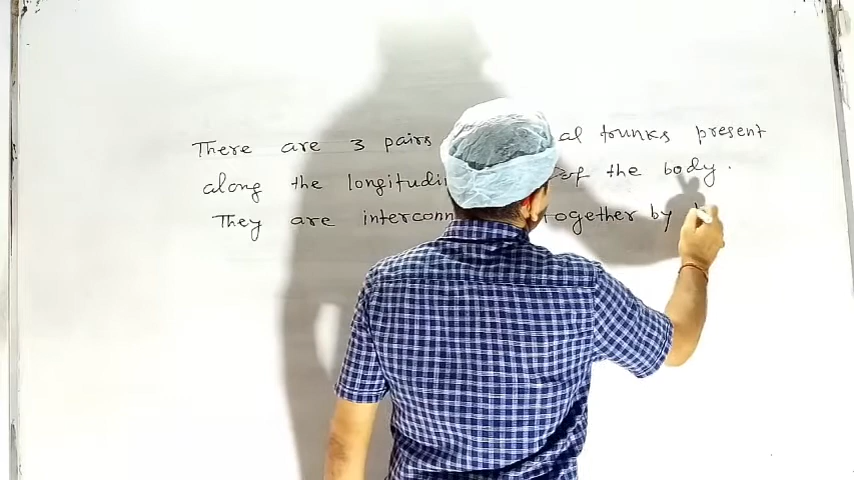 There are 3 pairs al trunks present
along the longitudi of the body.
They are interconn together by